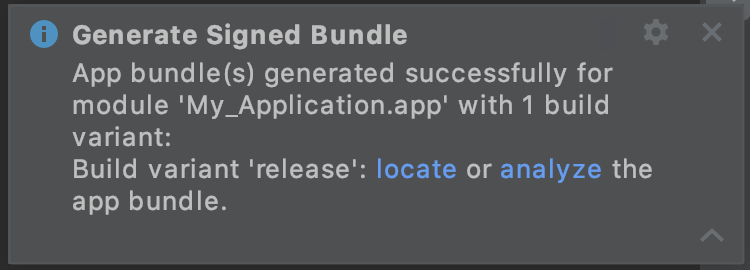 Generate Signed Bundle
App bundle(s) generated successfully for
module 'My_Application.app' with 1 build
variant:
Build variant 'release': locate or analyze the
app bundle.